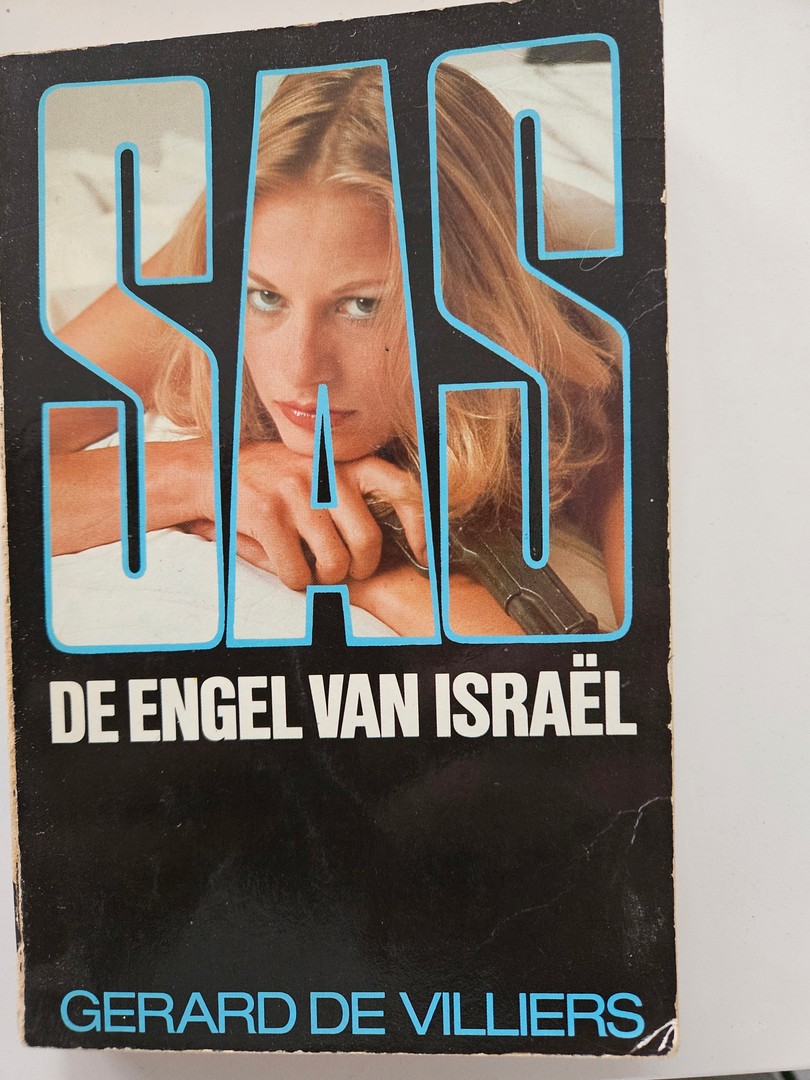 SAS
DE ENGEL VAN ISRAËL
GERARD DE VILLIERS